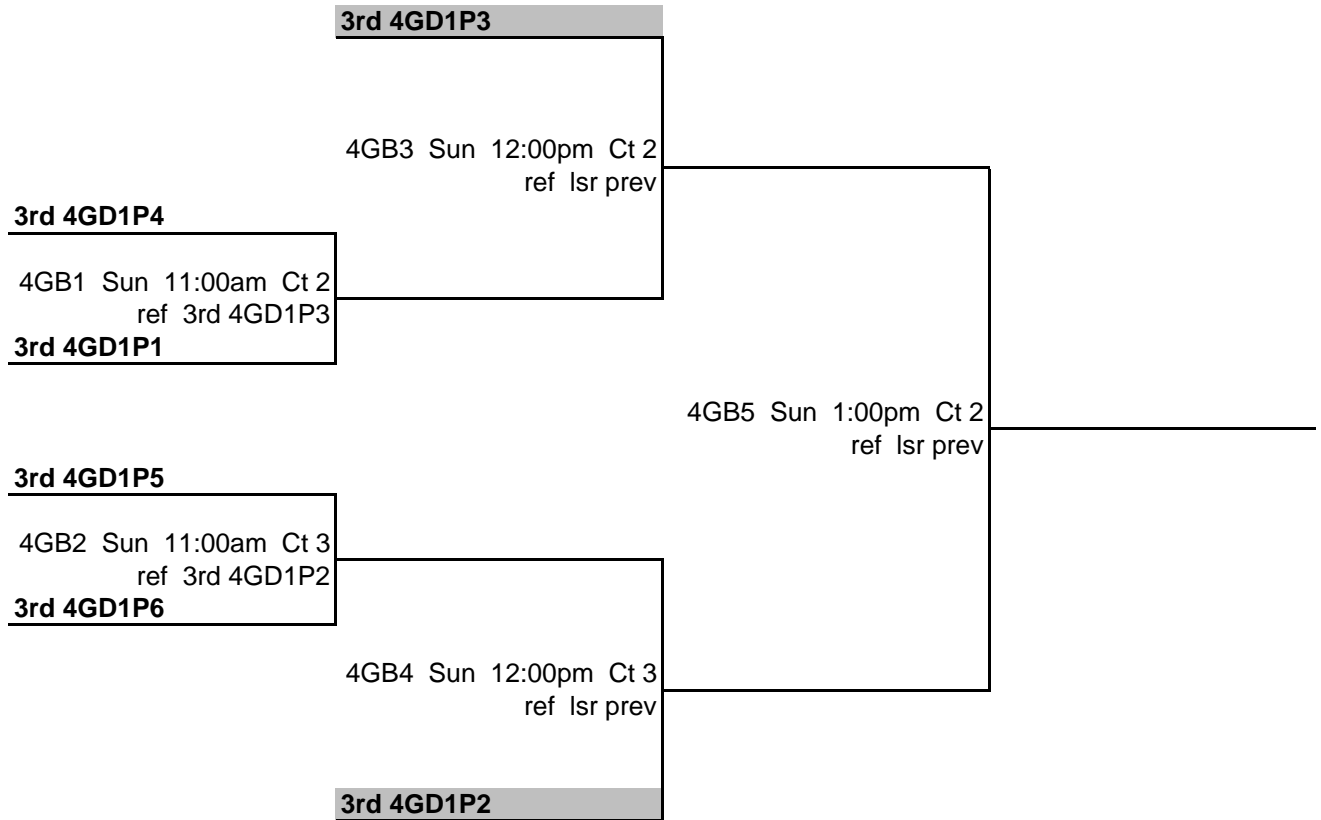 3rd 4GD1P3
4GB3 Sun 12:00pm Ct 2
ref lsr prev
3rd 4GD1P4
4GB1 Sun 11:00am Ct 2
ref 3rd 4GD1P3
3rd 4GD1P1
4GB5 Sun 1:00pm Ct 2
ref lsr prev
3rd 4GD1P5
4GB2 Sun 11:00am Ct 3
ref 3rd 4GD1P2
3rd 4GD1P6
4GB4 Sun 12:00pm Ct 3
ref lsr prev
3rd 4GD1P2